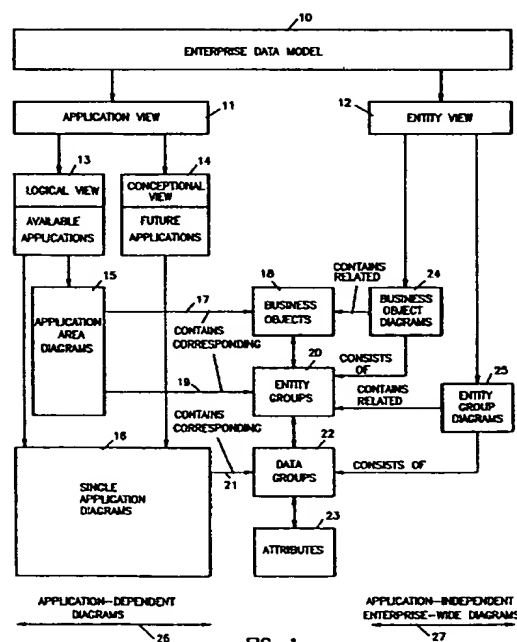 10
ENTERPRISE DATA MODEL
11
APPLICATION VIEW
12
ENTITY VIEW
13
LOGICAL VIEW
AVAILABLE
APPLICATIONS
14
CONCEPTIONAL
VIEW
FUTURE
APPLICATIONS
15
APPLICATION
AREA
DIAGRAMS
17
CONTAINS
CORRESPONDING
19
18
BUSINESS
OBJECTS
CONTAINS
RELATED
24
BUSINESS
OBJECT
DIAGRAMS
20
ENTITY
GROUPS
CONSISTS
OF
CONTAINS
RELATED
25
ENTITY
GROUP
DIAGRAMS
16
SINGLE
APPLICATION
DIAGRAMS
CONTAINS
CORRESPONDING
21
22
DATA
GROUPS
CONSISTS OF
23
ATTRIBUTES
APPLICATION-DEPENDENT
DIAGRAMS
26
APPLICATION-INDEPENDENT
ENTERPRISE-WIDE DIAGRAMS
27
FIG. 1